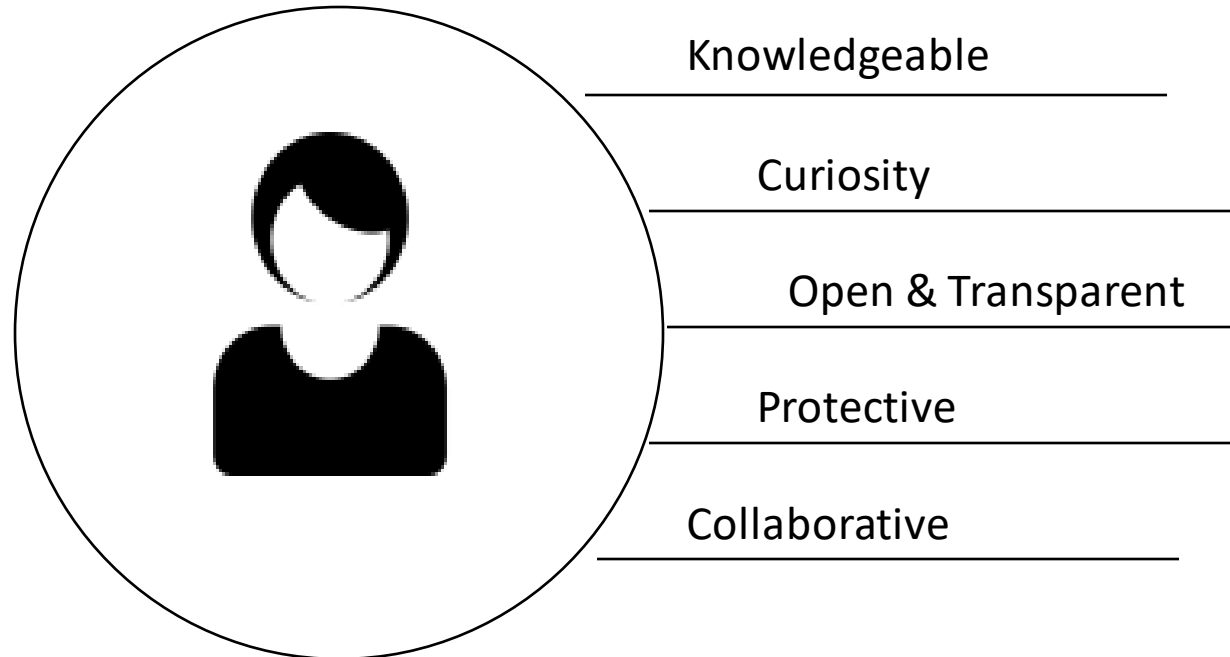 Knowledgeable
Curiosity
Open & Transparent
Protective
Collaborative